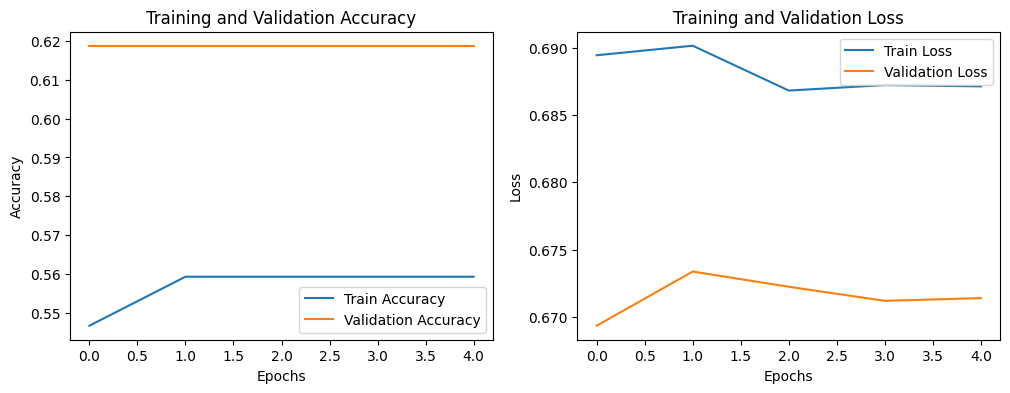 Training and Validation Accuracy
0.62
0.61
0.60
0.59
0.58
0.57
0.56
0.55
Accuracy
Train Accuracy
Validation Accuracy
0.0 0.5 1.0 1.5 2.0 2.5 3.0 3.5 4.0
Epochs
Training and Validation Loss
0.690
0.685
0.680
0.675
0.670
Loss
Train Loss
Validation Loss
0.0 0.5 1.0 1.5 2.0 2.5 3.0 3.5 4.0
Epochs